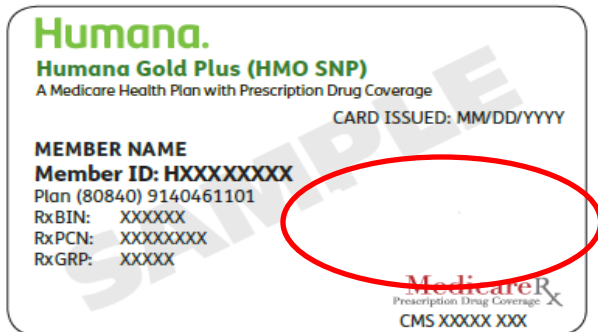 Humana.
Humana Gold Plus (HMO SNP)
A Medicare Health Plan with Prescription Drug Coverage
CARD ISSUED: MM/DD/YYYY
MEMBER NAME
Member ID: HXXXXXXXX
Plan (80840) 9140461101
RxBIN: XXXXXX
RxPCN: XXXXXXXX
RxGRP: XXXXX
SAMPLE
MedicareRx
Prescription Drug Coverage
CMS XXXXX XXX